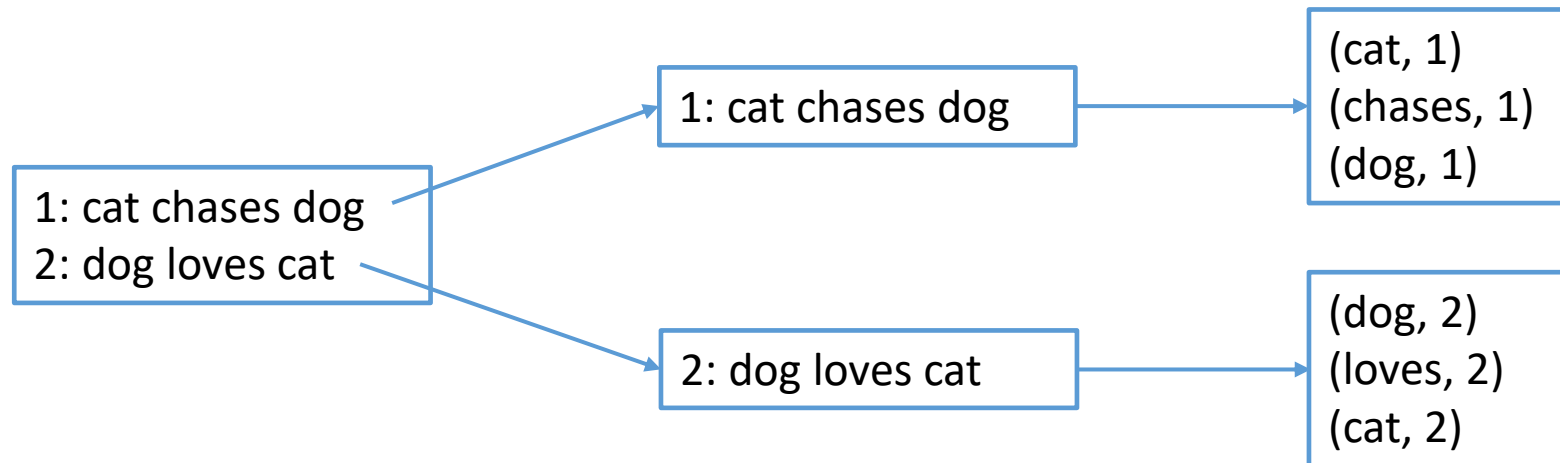 1: cat chases dog
2: dog loves cat
1: cat chases dog
2: dog loves cat
(cat, 1)
(chases, 1)
(dog, 1)
(dog, 2)
(loves, 2)
(cat, 2)